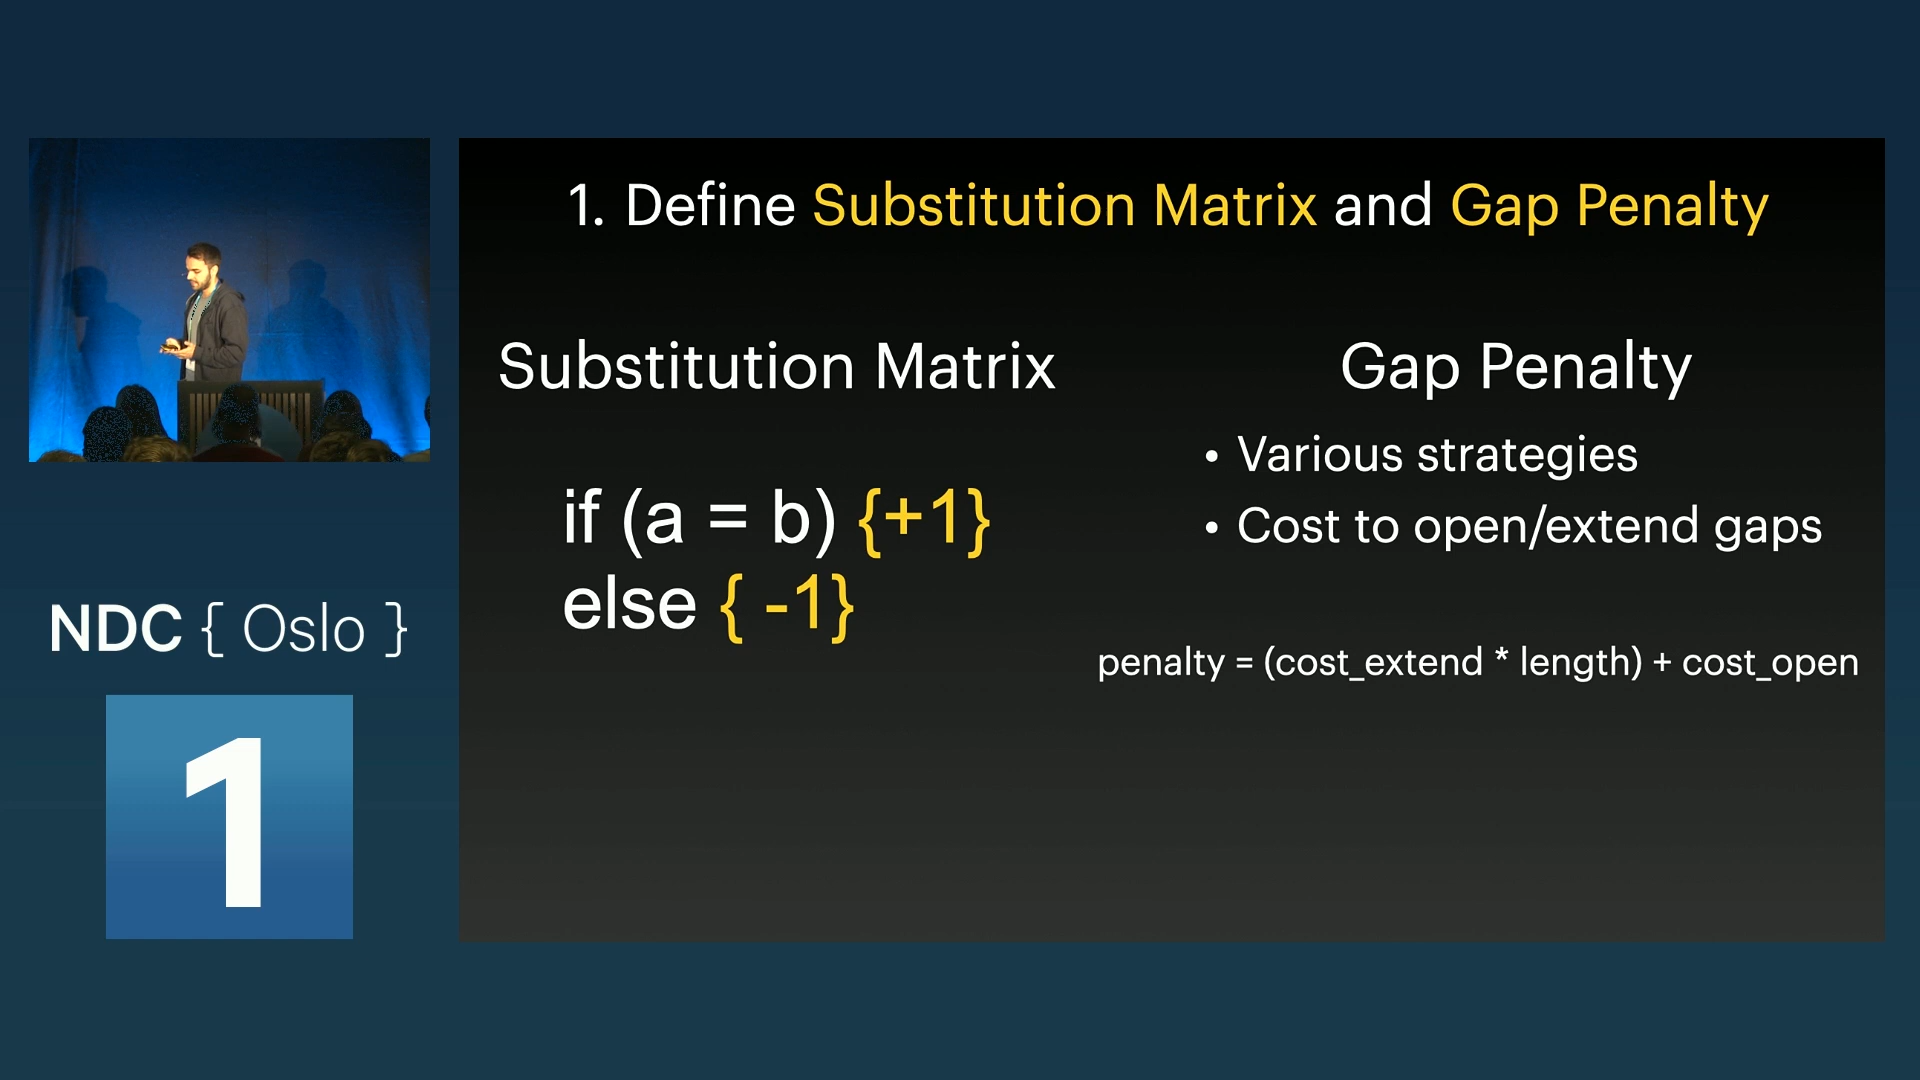 1. Define Substitution Matrix and Gap Penalty
Substitution Matrix
if (a = b) {+1}
else { -1}
Gap Penalty
• Various strategies
• Cost to open/extend gaps
penalty = (cost_extend * length) + cost_open
NDC { Oslo }
1